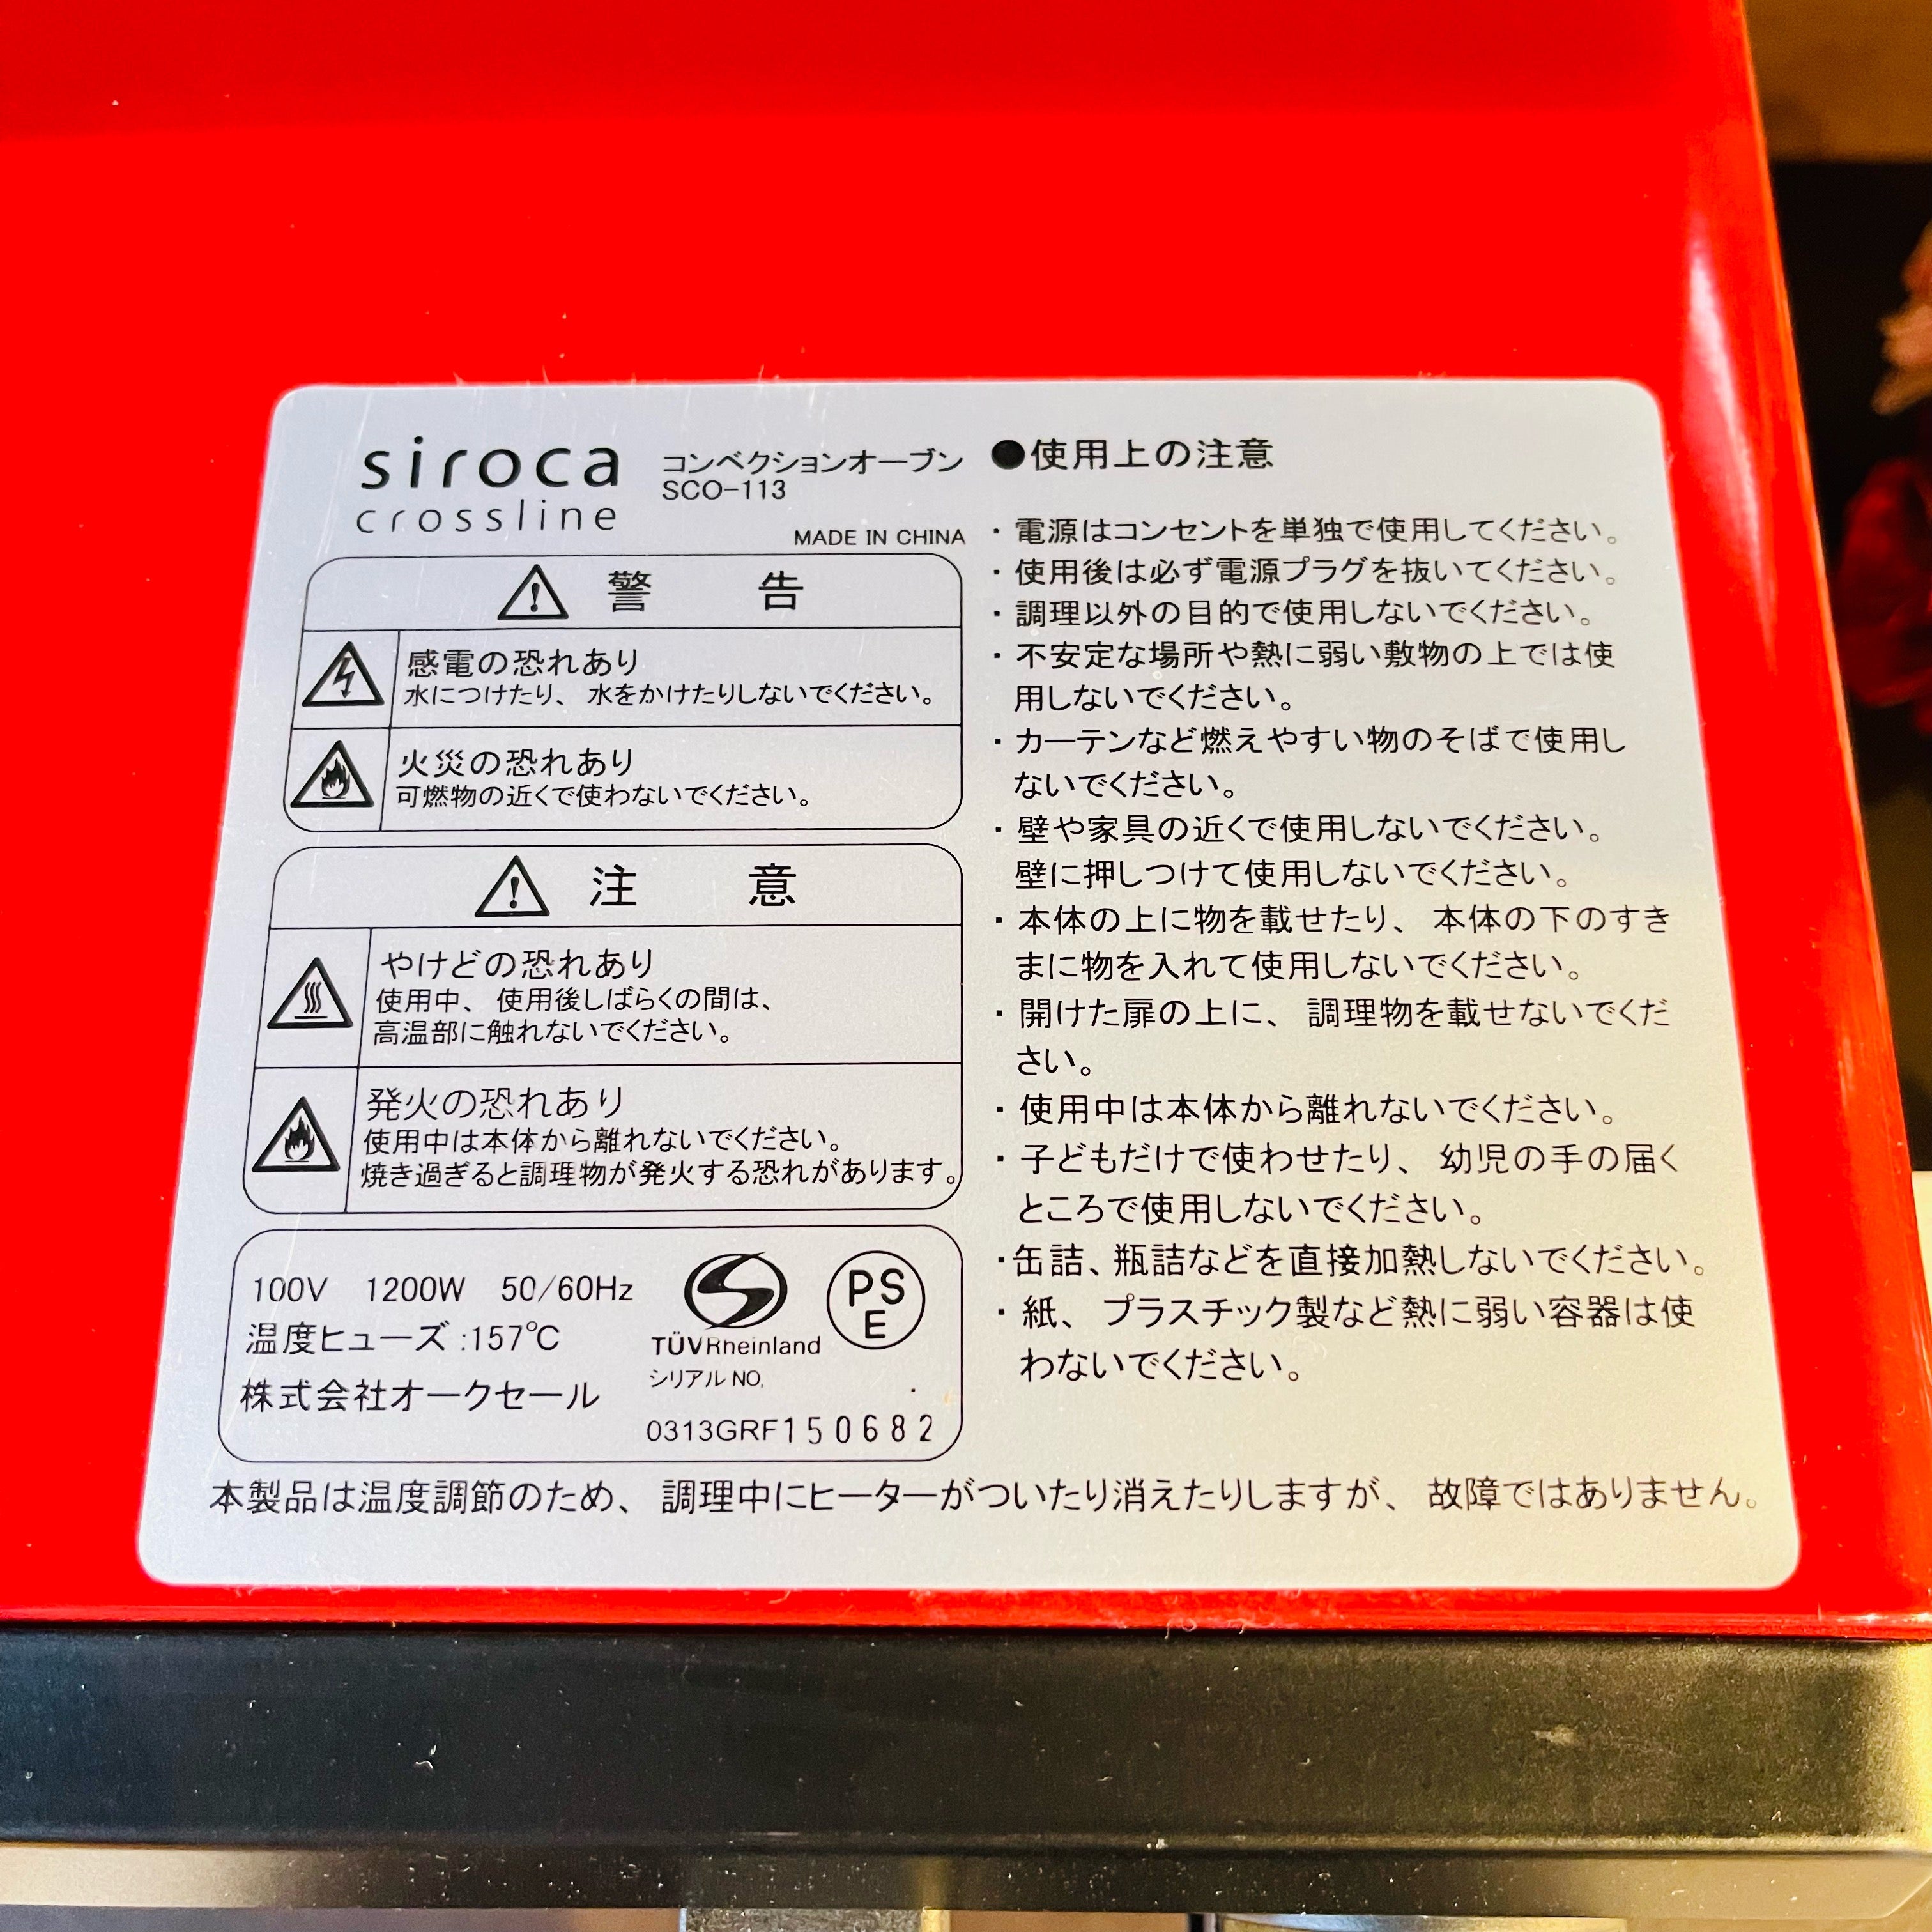 siroca
crossline
コンベクションオーブン
SCO-113
MADE IN CHINA
警 告
感電の恐れあり
水につけたり、水をかけたりしないでください。
火災の恐れあり
可燃物の近くで使わないでください。
注 意
やけどの恐れあり
使用中、使用後しばらくの間は、
高温部に触れないでください。
発火の恐れあり
使用中は本体から離れないでください。
焼き過ぎると調理物が発火する恐れがあります。
100V 1200W 50/60Hz
温度ヒューズ:157℃
株式会社オークセール
TÜVRheinland
PS
E
シリアルNO.
0313GRF150682
●使用上の注意
・電源はコンセントを単独で使用してください。
・使用後は必ず電源プラグを抜いてください。
・調理以外の目的で使用しないでください。
・不安定な場所や熱に弱い敷物の上では使
用しないでください。
・カーテンなど燃えやすい物のそばで使用し
ないでください。
・壁や家具の近くで使用しないでください。
壁に押しつけて使用しないでください。
・本体の上に物を載せたり、本体の下のすき
まに物を入れて使用しないでください。
・開けた扉の上に、調理物を載せないでくだ
さい。
・使用中は本体から離れないでください。
・子どもだけで使わせたり、幼児の手の届く
ところで使用しないでください。
・缶詰、瓶詰などを直接加熱しないでください。
・紙、プラスチック製など熱に弱い容器は使
わないでください。
本製品は温度調節のため、調理中にヒーターがついたり消えたりしますが、故障ではありません。